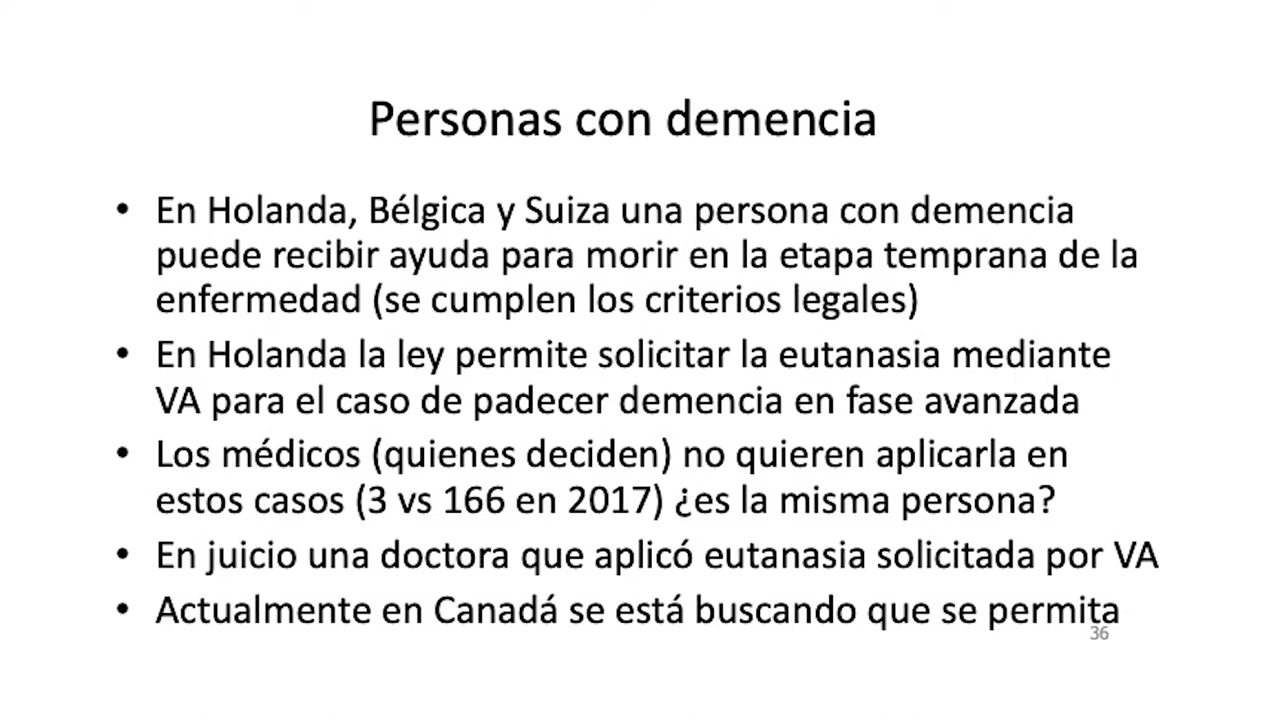 Personas con demencia
• En Holanda, Bélgica y Suiza una persona con demencia
puede recibir ayuda para morir en la etapa temprana de la
enfermedad (se cumplen los criterios legales)
• En Holanda la ley permite solicitar la eutanasia mediante
VA para el caso de padecer demencia en fase avanzada
• Los médicos (quienes deciden) no quieren aplicarla en
estos casos (3 vs 166 en 2017) ¿es la misma persona?
• En juicio una doctora que aplicó eutanasia solicitada por VA
• Actualmente en Canadá se está buscando que se permita
36